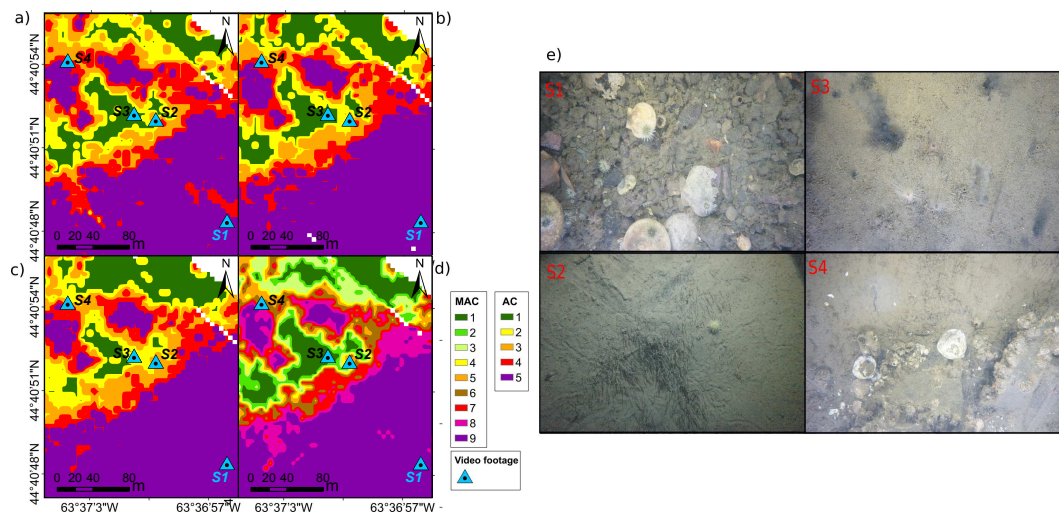 a)
b)
N
N
S4
S4
S3
S2
S3
S2
S1
S1
44°40'54"N
44°40'51"N
44°40'48"N
0 20 40 80
m
0 20 40 80
m
c)
d)
N
N
S4
S4
S3
S2
S3
S2
S1
S1
44°40'54"N
44°40'51"N
44°40'48"N
0 20 40 80
m
0 20 40 80
m
63°37'3"W
63°36'57"W
63°37'3"W
63°36'57"W
MAC
1
2
3
4
5
6
7
8
9
AC
1
2
3
4
5
Video footage
e)
S1
S3
S2
S4